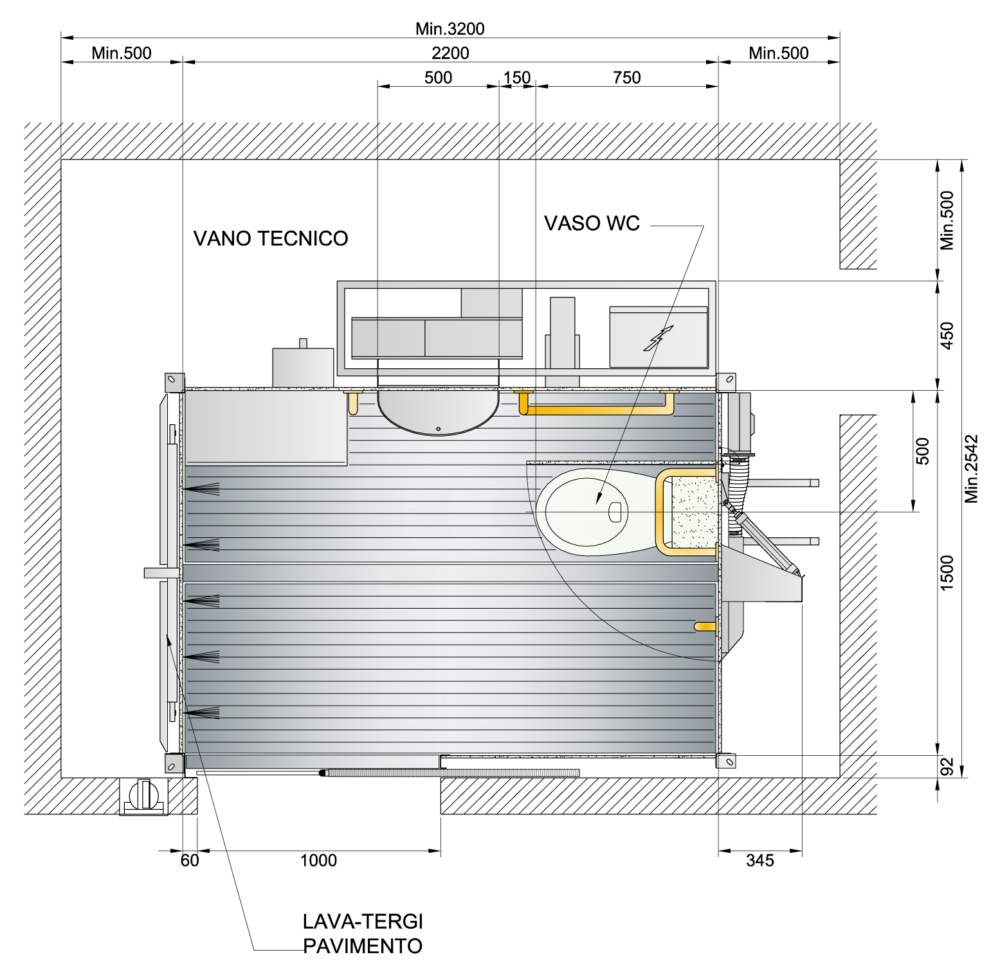 Min.3200
Min.500 2200 Min.500
500 150 750
Min.500
VASO WC
VANO TECNICO
450
500
Min.2542
1500
92
60 1000 345
LAVA-TERGI
PAVIMENTO